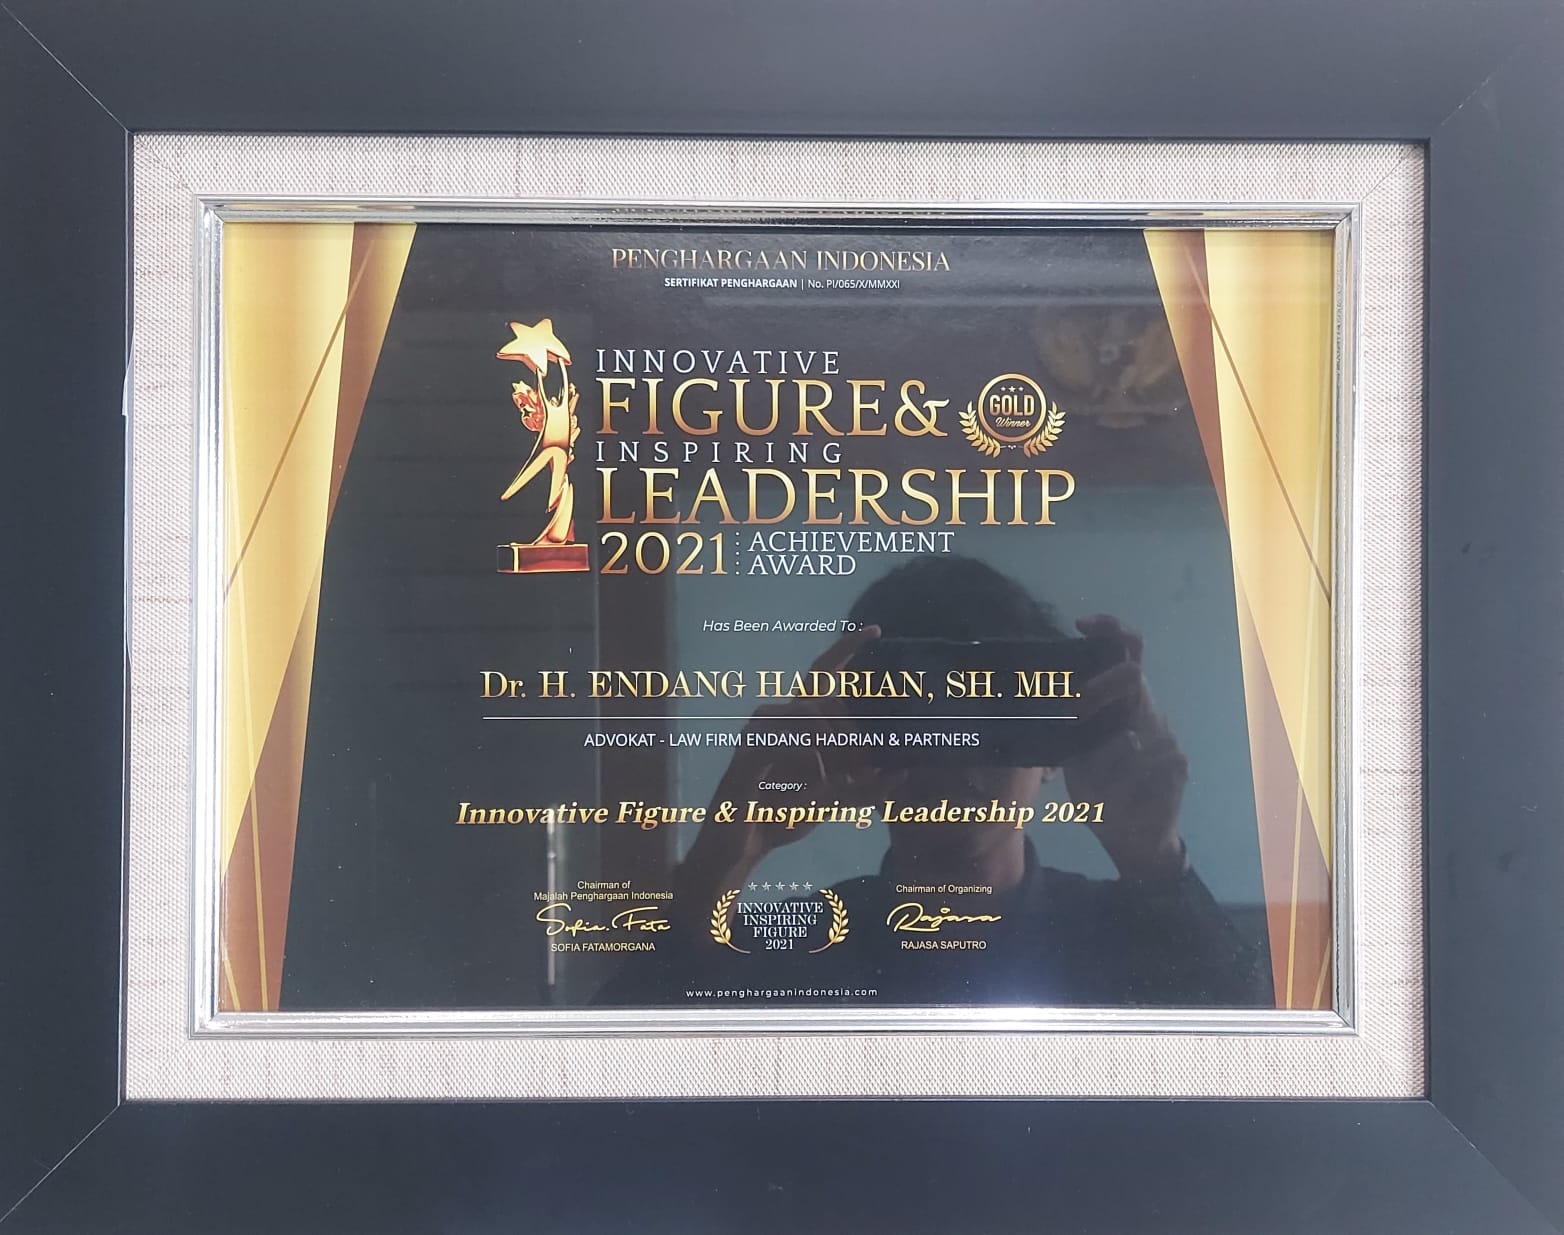 PENGHARGAAN INDONESIA
SERTIFIKAT PENGHARGAAN | No. PI/065/X/MMXXI
INNOVATIVE
FIGURE&
INSPIRING
LEADERSHIP
2021 ACHIEVEMENT
AWARD
GOLD
Winner
Has Been Awarded To :
Dr. H. ENDANG HADRIAN, SH. MH.
ADVOKAT - LAW FIRM ENDANG HADRIAN & PARTNERS
Category :
Innovative Figure & Inspiring Leadership 2021
Chairman of
Majalah Penghargaan Indonesia
Sofia. Fata
SOFIA FATAMORGANA
INNOVATIVE
INSPIRING
FIGURE
2021
Chairman of Organizing
Rajasa
RAJASA SAPUTRO
www.penghargaanindonesia.com